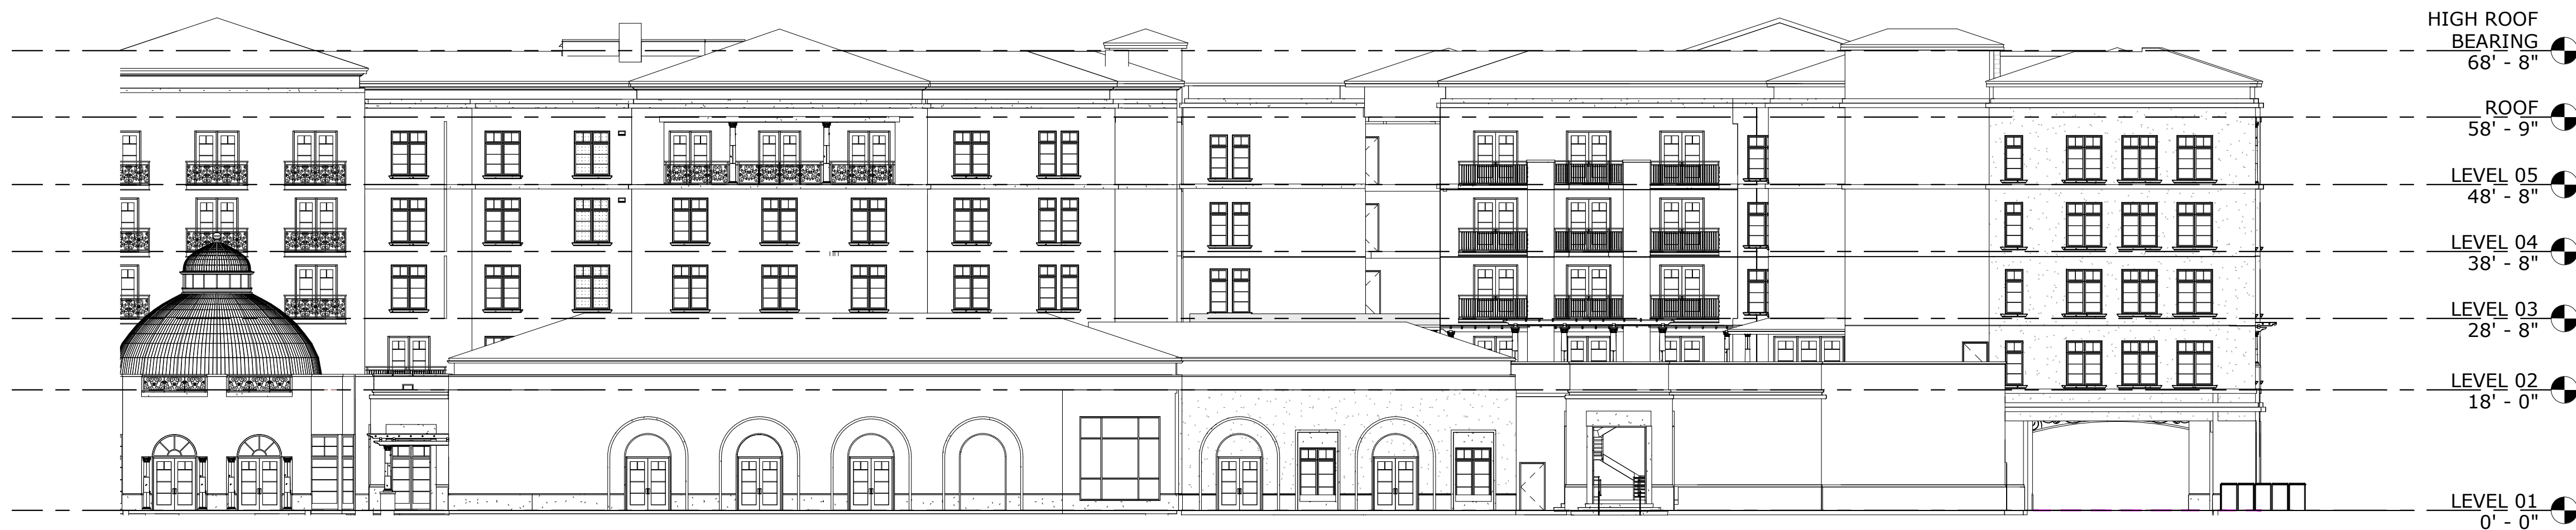 HIGH ROOF
BEARING
68' - 8"
ROOF
58' - 9"
LEVEL 05
48' - 8"
LEVEL 04
38' - 8"
LEVEL 03
28' - 8"
LEVEL 02
18' - 0"
LEVEL 01
0' - 0"